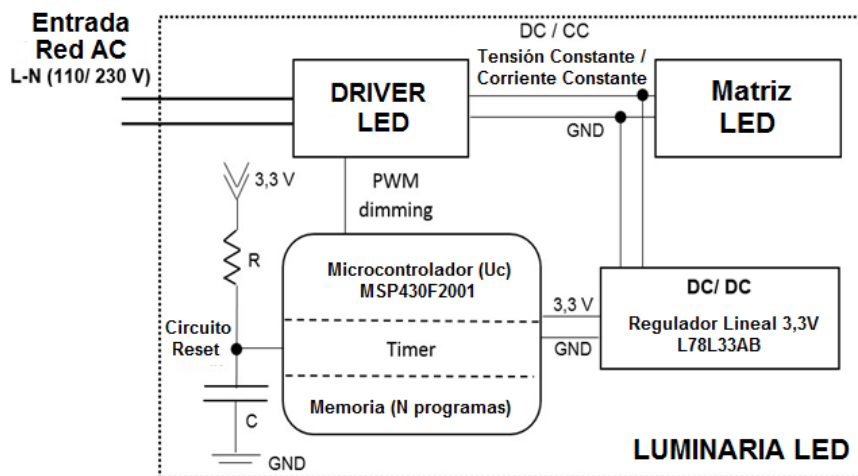 Entrada
Red AC
L-N (110/ 230 V)
DC / CC
Tensión Constante /
Corriente Constante
DRIVER
LED
Matriz
LED
GND
3,3 V
PWM
dimming
R
Microcontrolador (Uc)
MSP430F2001
3,3 V
GND
DC/ DC
Regulador Lineal 3,3V
L78L33AB
Circuito
Reset
Timer
Memoria (N programas)
C
GND
LUMINARIA LED